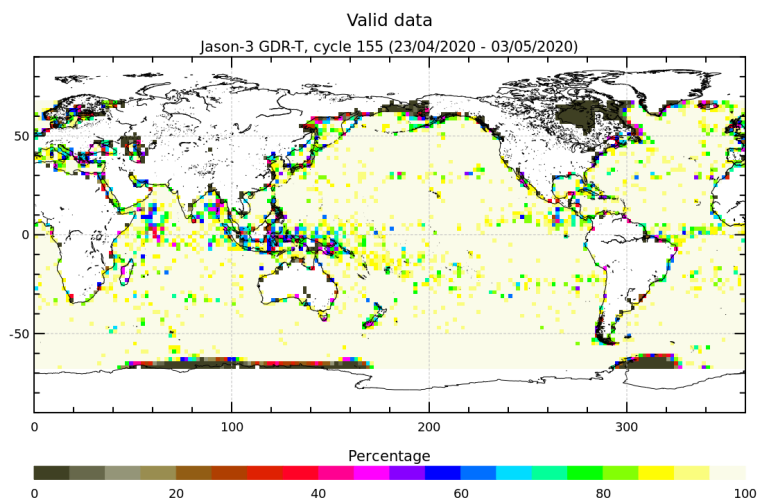 Valid data
Jason-3 GDR-T, cycle 155 (23/04/2020 - 03/05/2020)
50
0
-50
0 100 200 300
Percentage
0 20 40 60 80 100